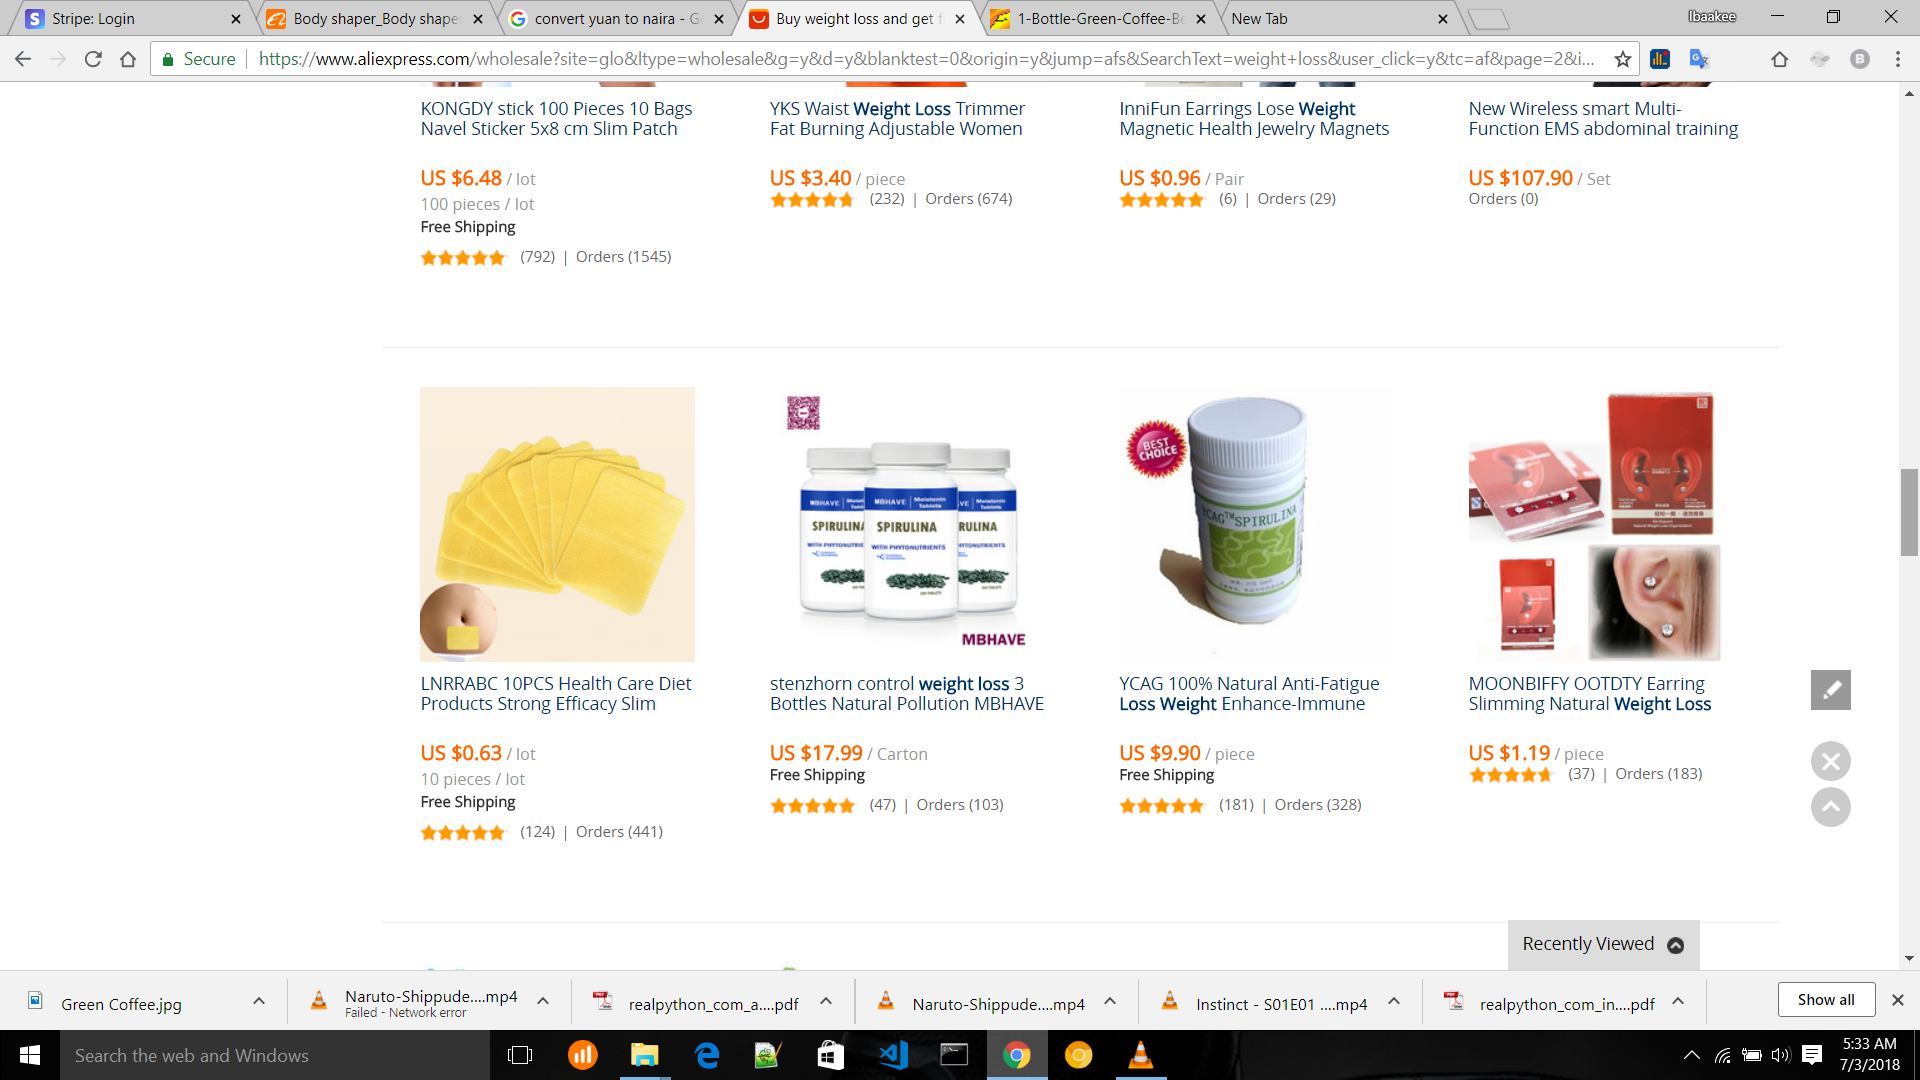 Stripe: Login
Body shaper_Body shape
convert yuan to naira - G
Buy weight loss and get f
1-Bottle-Green-Coffee-Be
New Tab
Ibaakee
Secure
https://www.aliexpress.com/wholesale?site=glo&ltype=wholesale&g=y&d=y&blanktest=0&origin=y&jump=afs&SearchText=weight+loss&user_click=y&tc=af&page=2&i...
KONGDY stick 100 Pieces 10 Bags
Navel Sticker 5x8 cm Slim Patch
US $6.48 / lot
100 pieces / lot
Free Shipping
(792) | Orders (1545)
YKS Waist Weight Loss Trimmer
Fat Burning Adjustable Women
US $3.40 / piece
(232) | Orders (674)
InniFun Earrings Lose Weight
Magnetic Health Jewelry Magnets
US $0.96 / Pair
(6) | Orders (29)
New Wireless smart Multi-
Function EMS abdominal training
US $107.90 / Set
Orders (0)
MBHAVE Melatonin Tablets
SPIRULINA
WITH PHYTONUTRIENTS
MBHAVE
BEST
CHOICE
YCAG™SPIRULINA
LNRRABC 10PCS Health Care Diet
Products Strong Efficacy Slim
US $0.63 / lot
10 pieces / lot
Free Shipping
(124) | Orders (441)
stenzhorn control weight loss 3
Bottles Natural Pollution MBHAVE
US $17.99 / Carton
Free Shipping
(47) | Orders (103)
YCAG 100% Natural Anti-Fatigue
Loss Weight Enhance-Immune
US $9.90 / piece
Free Shipping
(181) | Orders (328)
MOONBIFFY OOTDTY Earring
Slimming Natural Weight Loss
US $1.19 / piece
(37) | Orders (183)
Recently Viewed
Green Coffee.jpg
Naruto-Shippude....mp4
Failed - Network error
realpython_com_a....pdf
Naruto-Shippude....mp4
Instinct - S01E01 ....mp4
realpython_com_in....pdf
Show all
Search the web and Windows
5:33 AM
7/3/2018